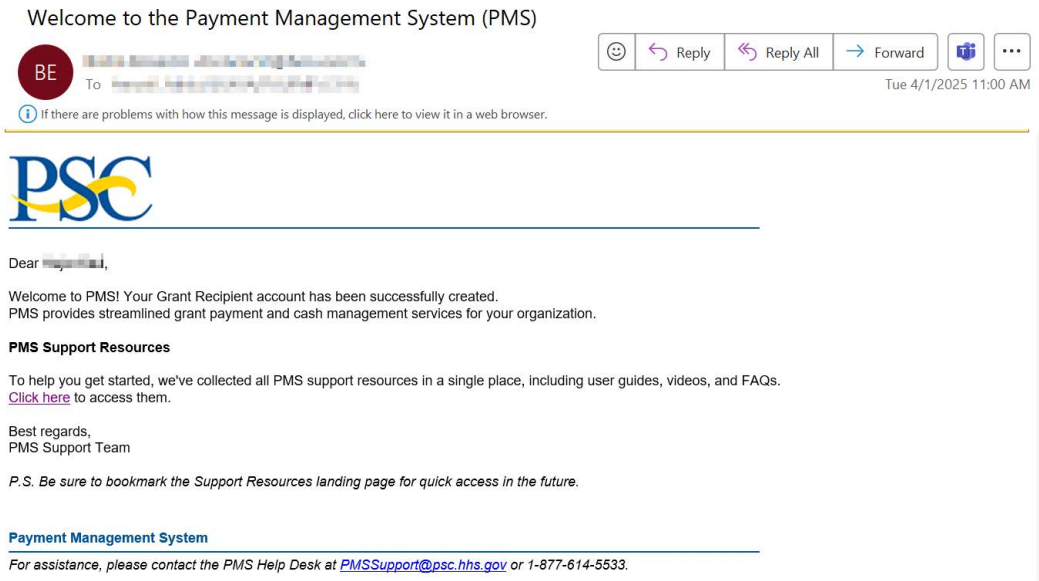 Welcome to the Payment Management System (PMS)
BE
Reply
Reply All
Forward
To
Tue 4/1/2025 11:00 AM
If there are problems with how this message is displayed, click here to view it in a web browser.
PSC
Dear ,
Welcome to PMS! Your Grant Recipient account has been successfully created.
PMS provides streamlined grant payment and cash management services for your organization.
PMS Support Resources
To help you get started, we've collected all PMS support resources in a single place, including user guides, videos, and FAQs.
Click here to access them.
Best regards,
PMS Support Team
P.S. Be sure to bookmark the Support Resources landing page for quick access in the future.
Payment Management System
For assistance, please contact the PMS Help Desk at PMSSupport@psc.hhs.gov or 1-877-614-5533.